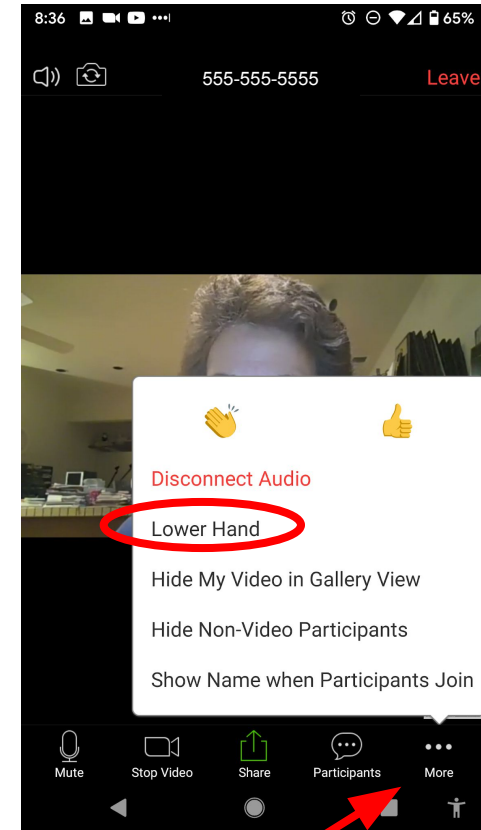 8:36
65%
555-555-5555
Leave
Disconnect Audio
Lower Hand
Hide My Video in Gallery View
Hide Non-Video Participants
Show Name when Participants Join
Mute
Stop Video
Share
Participants
More